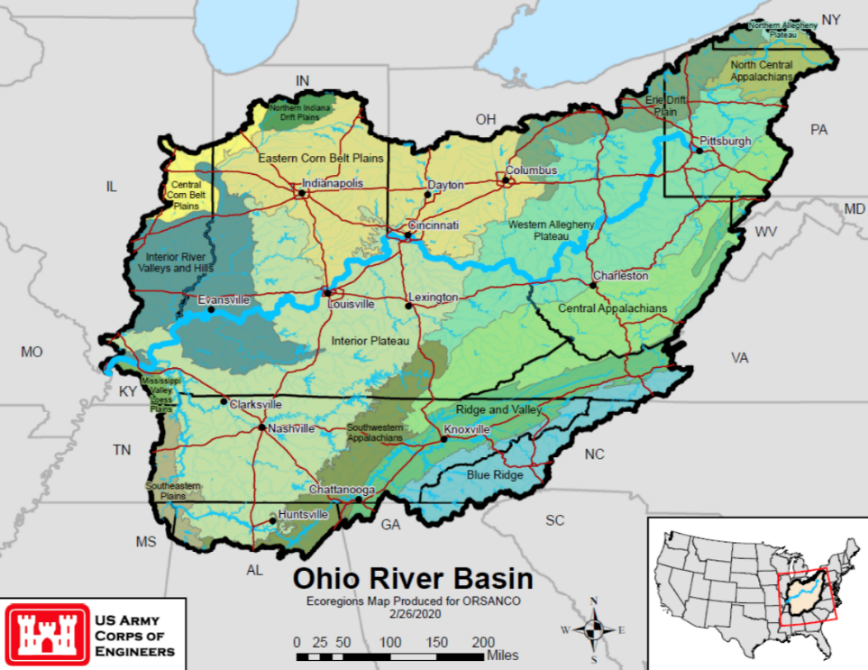 NY
Northern Allegheny
Plateau
North Central
Appalachians
IN
Northern Indiana
Drift Plains
OH
Erie Drift
Plain
PA
Pittsburgh
Eastern Corn Belt Plains
IL
Central
Corn Belt
Plains
Indianapolis
Dayton
Columbus
MD
WV
Cincinnati
Western Allegheny
Plateau
Interior River
Valleys and Hills
Charleston
Evansville
Louisville
Lexington
Central Appalachians
Interior Plateau
MO
VA
KY
Mississippi
Valley
Loess
Plains
Clarksville
Nashville
Southwestern
Appalachians
Ridge and Valley
Knoxville
TN
NC
Blue Ridge
Southeastern
Plains
Chattanooga
Huntsville
GA
SC
MS
AL
Ohio River Basin
Ecoregions Map Produced for ORSANCO
2/26/2020
0 25 50 100 150 200
Miles
N
W E
S
US ARMY
CORPS OF
ENGINEERS